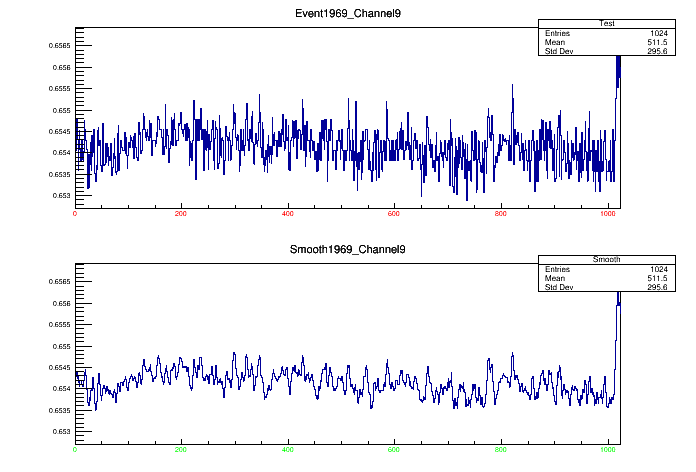 Event1969_Channel9
Test
Entries 1024
Mean 511.5
Std Dev 295.6
0.6565
0.656
0.6555
0.655
0.6545
0.654
0.6535
0.653
0 200 400 600 800 1000
Smooth1969_Channel9
Smooth
Entries 1024
Mean 511.5
Std Dev 295.6
0.6565
0.656
0.6555
0.655
0.6545
0.654
0.6535
0.653
0 200 400 600 800 1000